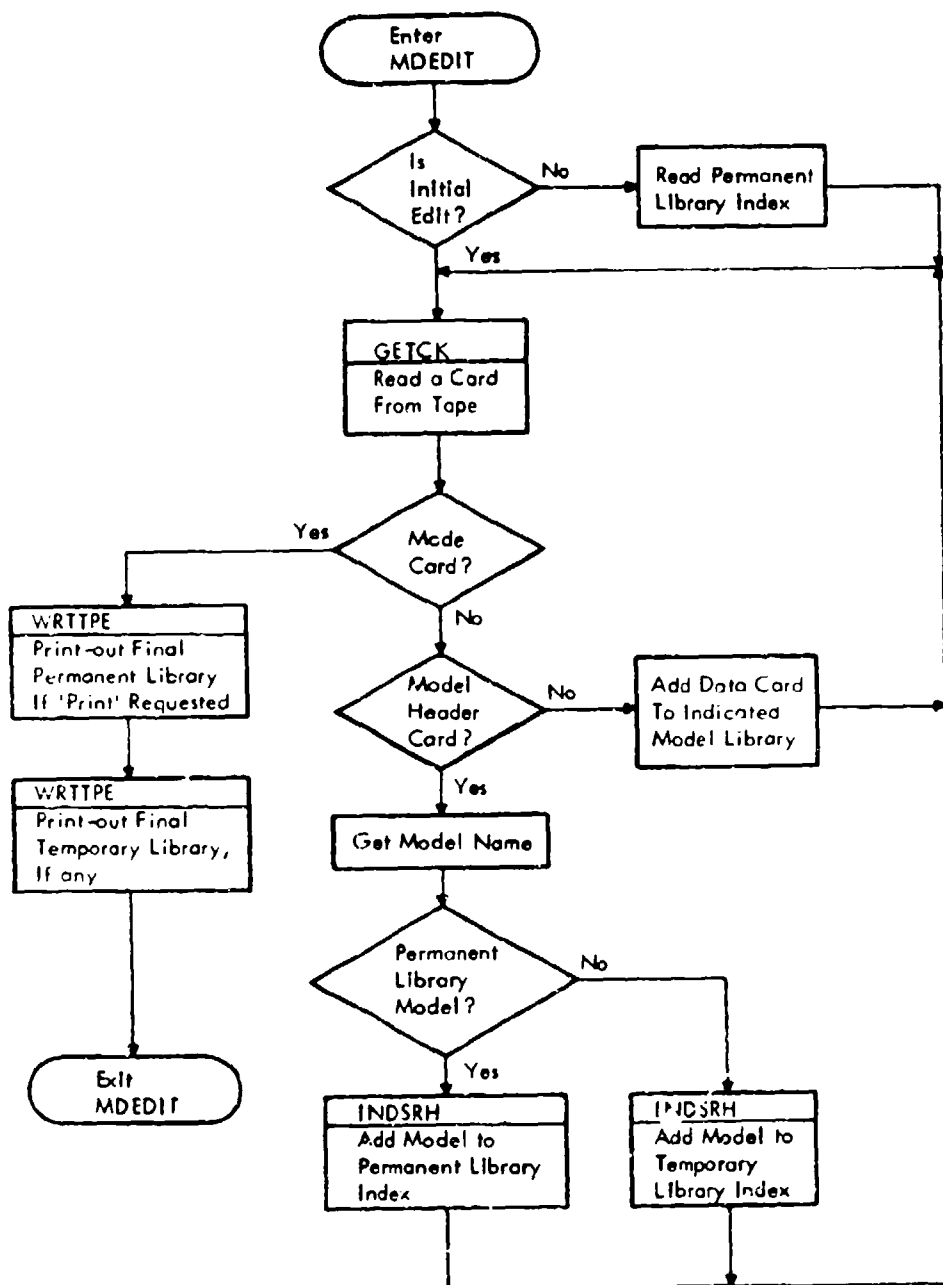 Enter
MDEDIT
Is
Initial
Edit?
No
Read Permanent
Library Index
Yes
GETCK
Read a Card
From Tape
Yes
Mode
Card?
No
WRTTPE
Print-out Final
Permanent Library
If 'Print' Requested
Model
Header
Card?
No
Add Data Card
To Indicated
Model Library
Yes
WRTTPE
Print-out Final
Temporary Library,
If any
Get Model Name
Permanent
Library
Model?
No
Yes
Exit
MDEDIT
INDSRH
Add Model to
Permanent Library
Index
INDSRH
Add Model to
Temporary
Library Index